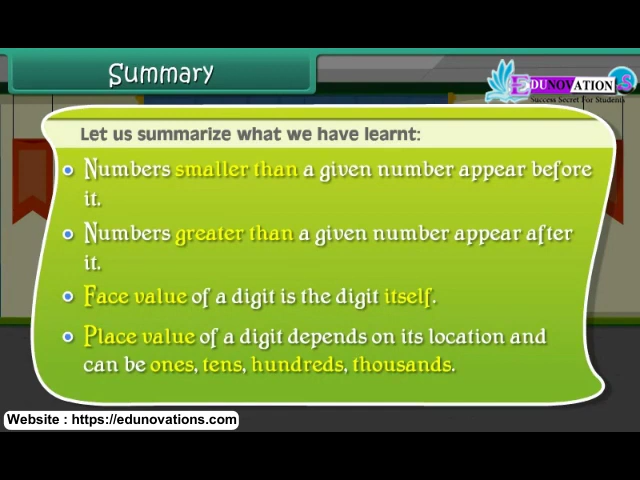 Summary
EDUNOVATIONS
Success Secret For Students
Let us summarize what we have learnt:
Numbers smaller than a given number appear before
it.
Numbers greater than a given number appear after
it.
Face value of a digit is the digit itself.
Place value of a digit depends on its location and
can be ones, tens, hundreds, thousands.
Website : https://edunovations.com